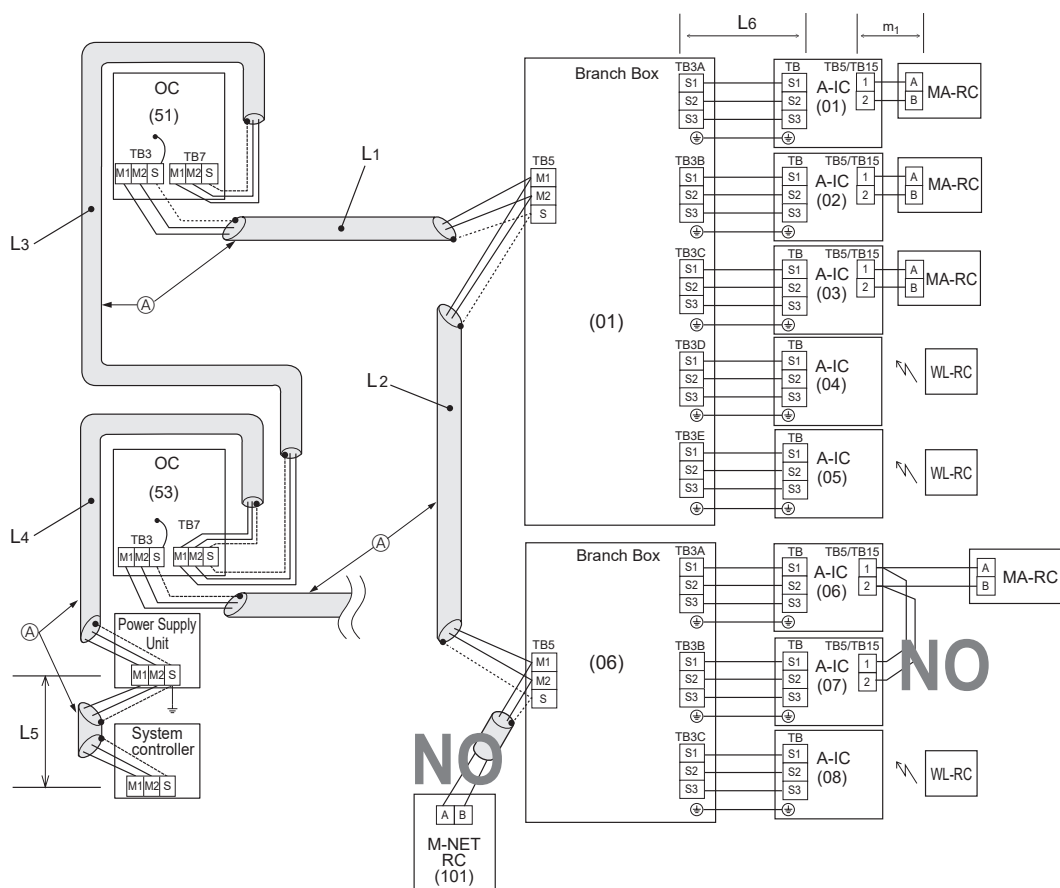 L6
m1
OC
(51)
TB3
TB7
M1 M2 S
M1 M2 S
L1
L3
A
Branch Box
TB5
M1
M2
S
(01)
TB3A
S1
S2
S3
TB
S1
S2
S3
A-IC
(01)
TB5/TB15
1
2
A
B
MA-RC
TB3B
S1
S2
S3
TB
S1
S2
S3
A-IC
(02)
TB5/TB15
1
2
A
B
MA-RC
TB3C
S1
S2
S3
TB
S1
S2
S3
A-IC
(03)
TB5/TB15
1
2
A
B
MA-RC
TB3D
S1
S2
S3
TB
S1
S2
S3
A-IC
(04)
WL-RC
TB3E
S1
S2
S3
TB
S1
S2
S3
A-IC
(05)
WL-RC
L2
A
OC
(53)
TB3
TB7
M1 M2 S
M1 M2 S
L4
A
Power Supply
Unit
M1 M2 S
L5
System
controller
M1 M2 S
Branch Box
TB5
M1
M2
S
(06)
TB3A
S1
S2
S3
TB
S1
S2
S3
A-IC
(06)
TB5/TB15
1
2
A
B
MA-RC
TB3B
S1
S2
S3
TB
S1
S2
S3
A-IC
(07)
TB5/TB15
1
2
NO
TB3C
S1
S2
S3
TB
S1
S2
S3
A-IC
(08)
WL-RC
NO
A B
M-NET
RC
(101)